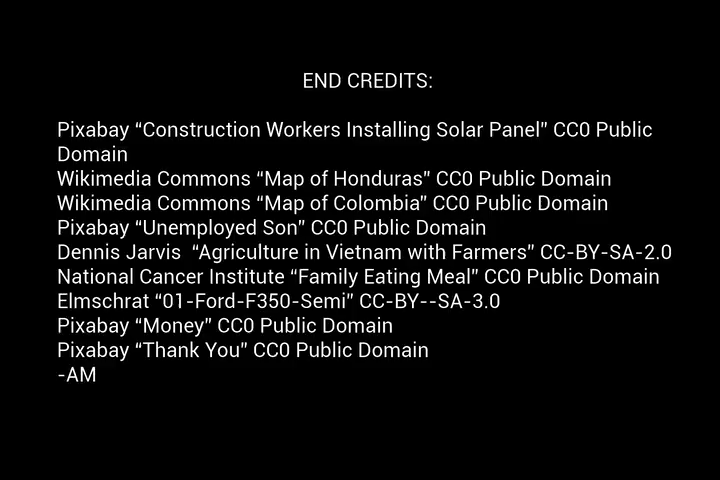 END CREDITS:
Pixabay “Construction Workers Installing Solar Panel” CC0 Public
Domain
Wikimedia Commons “Map of Honduras” CC0 Public Domain
Wikimedia Commons “Map of Colombia” CC0 Public Domain
Pixabay “Unemployed Son” CC0 Public Domain
Dennis Jarvis  “Agriculture in Vietnam with Farmers” CC-BY-SA-2.0
National Cancer Institute “Family Eating Meal” CC0 Public Domain
Elmschrat “01-Ford-F350-Semi” CC-BY--SA-3.0
Pixabay “Money” CC0 Public Domain
Pixabay “Thank You” CC0 Public Domain
-AM